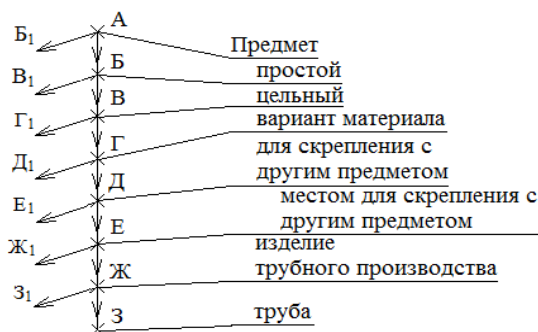 А
Б₁
Предмет
Б
В₁
простой
В
цельный
Г₁
вариант материала
Г
для скрепления с
Д₁
другим предметом
Д
местом для скрепления с
Е₁
другим предметом
Е
изделие
Ж₁
трубного производства
Ж
З₁
З
труба